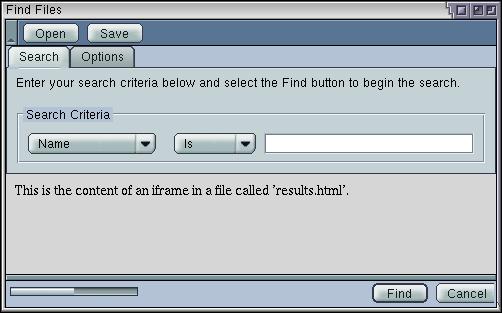 Find Files
Open Save
Search Options
Enter your search criteria below and select the Find button to begin the search.
Search Criteria
Name Is
This is the content of an iframe in a file called 'results.html'.
Find Cancel